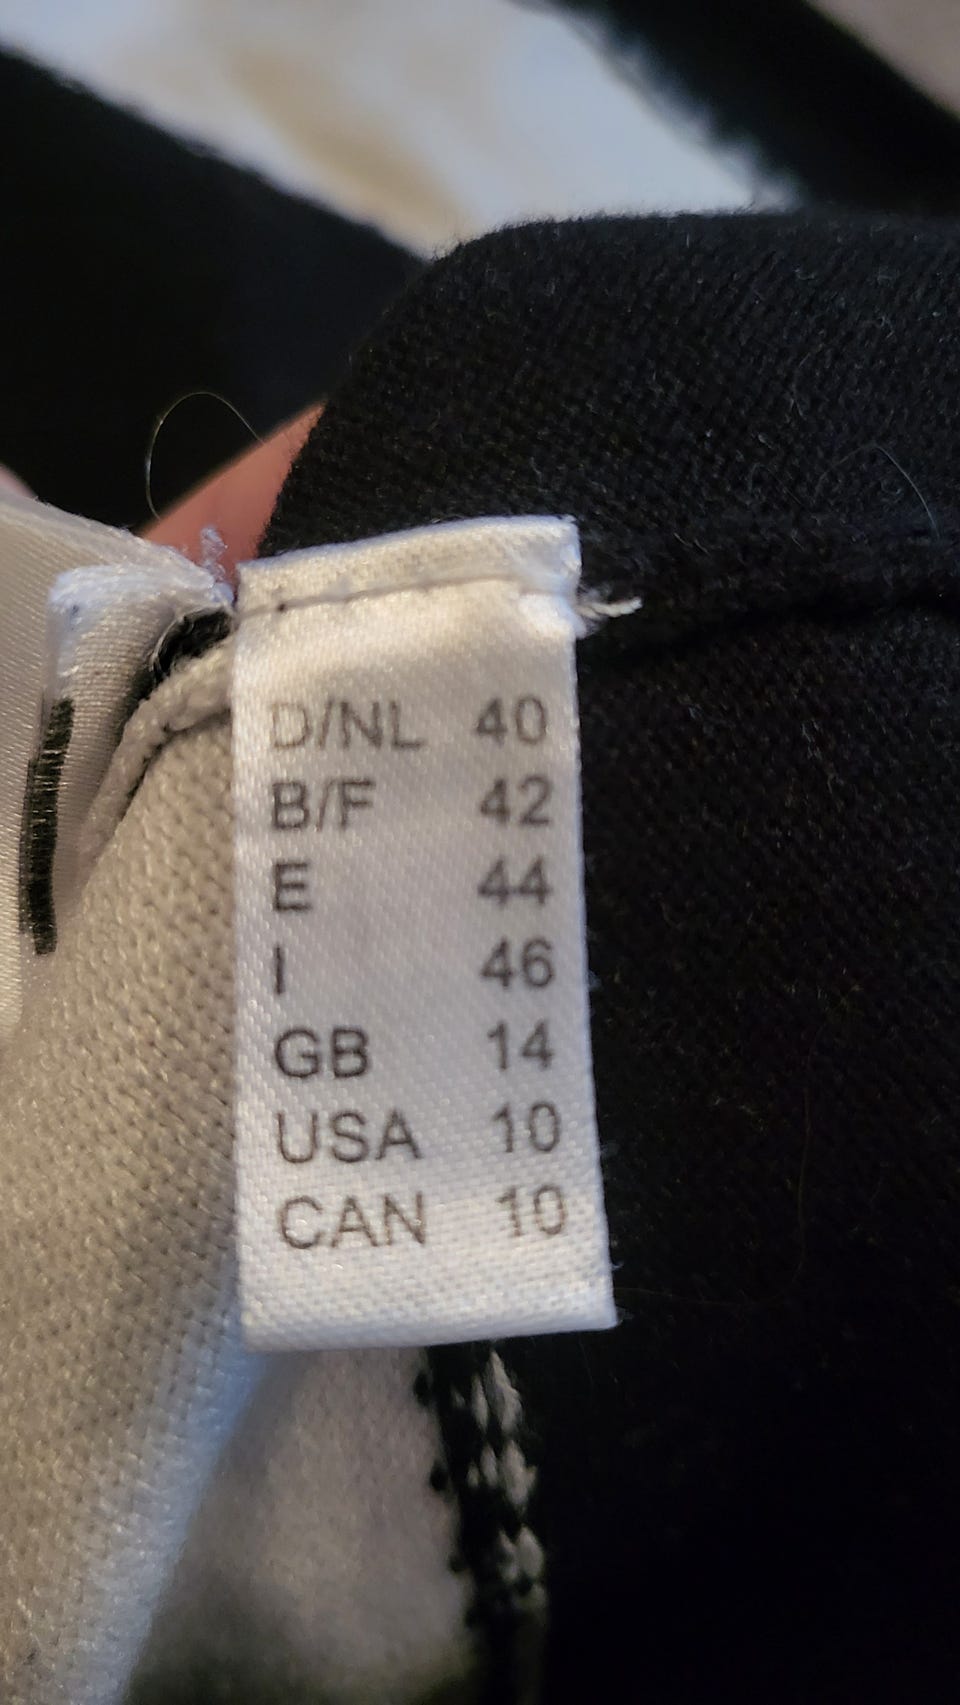 D/NL 40
B/F 42
E 44
I 46
GB 14
USA 10
CAN 10